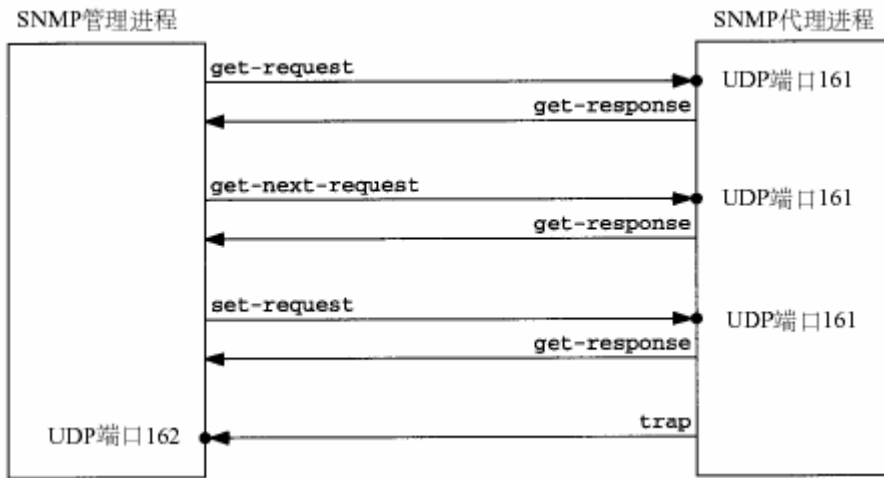 SNMP管理进程
SNMP代理进程
get-request
UDP端口161
get-response
get-next-request
UDP端口161
get-response
set-request
UDP端口161
get-response
trap
UDP端口162